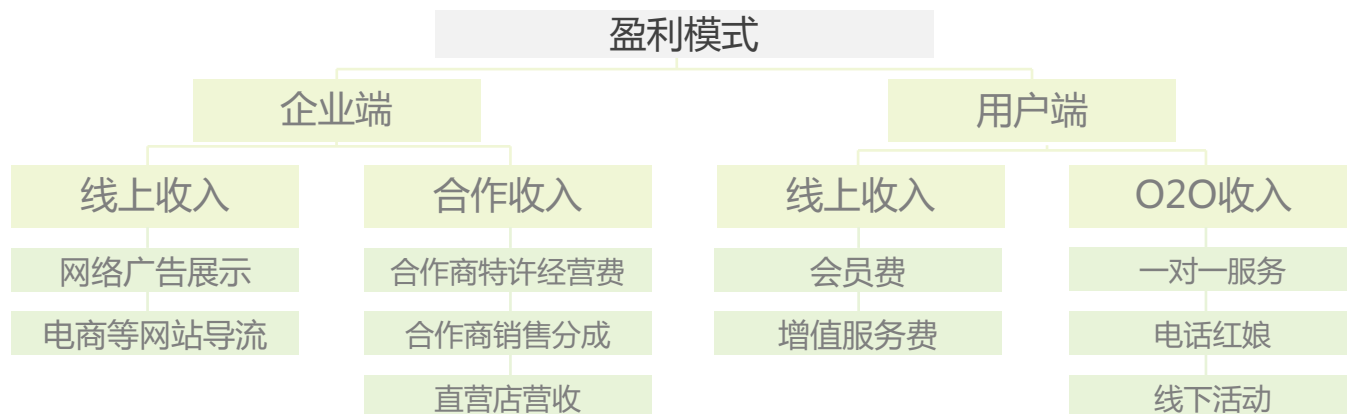 盈利模式
企业端
用户端
线上收入
合作收入
线上收入
O2O收入
网络广告展示
合作商特许经营费
会员费
一对一服务
电商等网站导流
合作商销售分成
增值服务费
电话红娘
直营店营收
线下活动